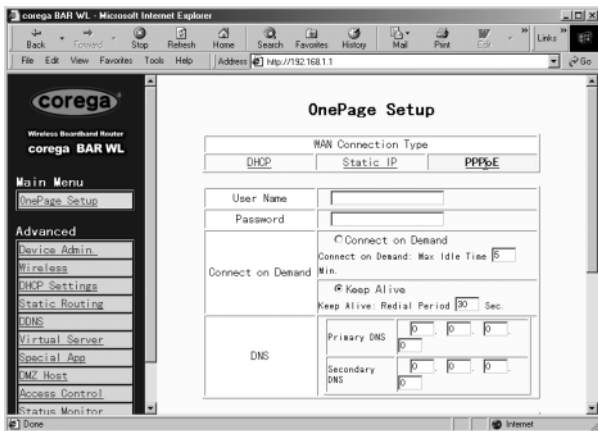 corega BAR WL - Microsoft Internet Explorer
Back Forward Stop Refresh Home Search Favorites History Mail Print Edit Links
File Edit View Favorites Tools Help Address http://192.168.1.1 Go
corega
Wireless Boardband Router
corega BAR WL
Main Menu
OnePage Setup
Advanced
Device Admin.
Wireless
DHCP Settings
Static Routing
DDNS
Virtual Server
Special App
DMZ Host
Access Control
Status Monitor
OnePage Setup
WAN Connection Type
DHCP Static IP PPPoE
User Name
Password
Connect on Demand
Connect on Demand
Connect on Demand: Max Idle Time 5
Min.
Keep Alive
Keep Alive: Redial Period 30 Sec.
DNS
Primary DNS 0 . 0 . 0 .
0
Secondary DNS 0 . 0 . 0 .
0
Done Internet